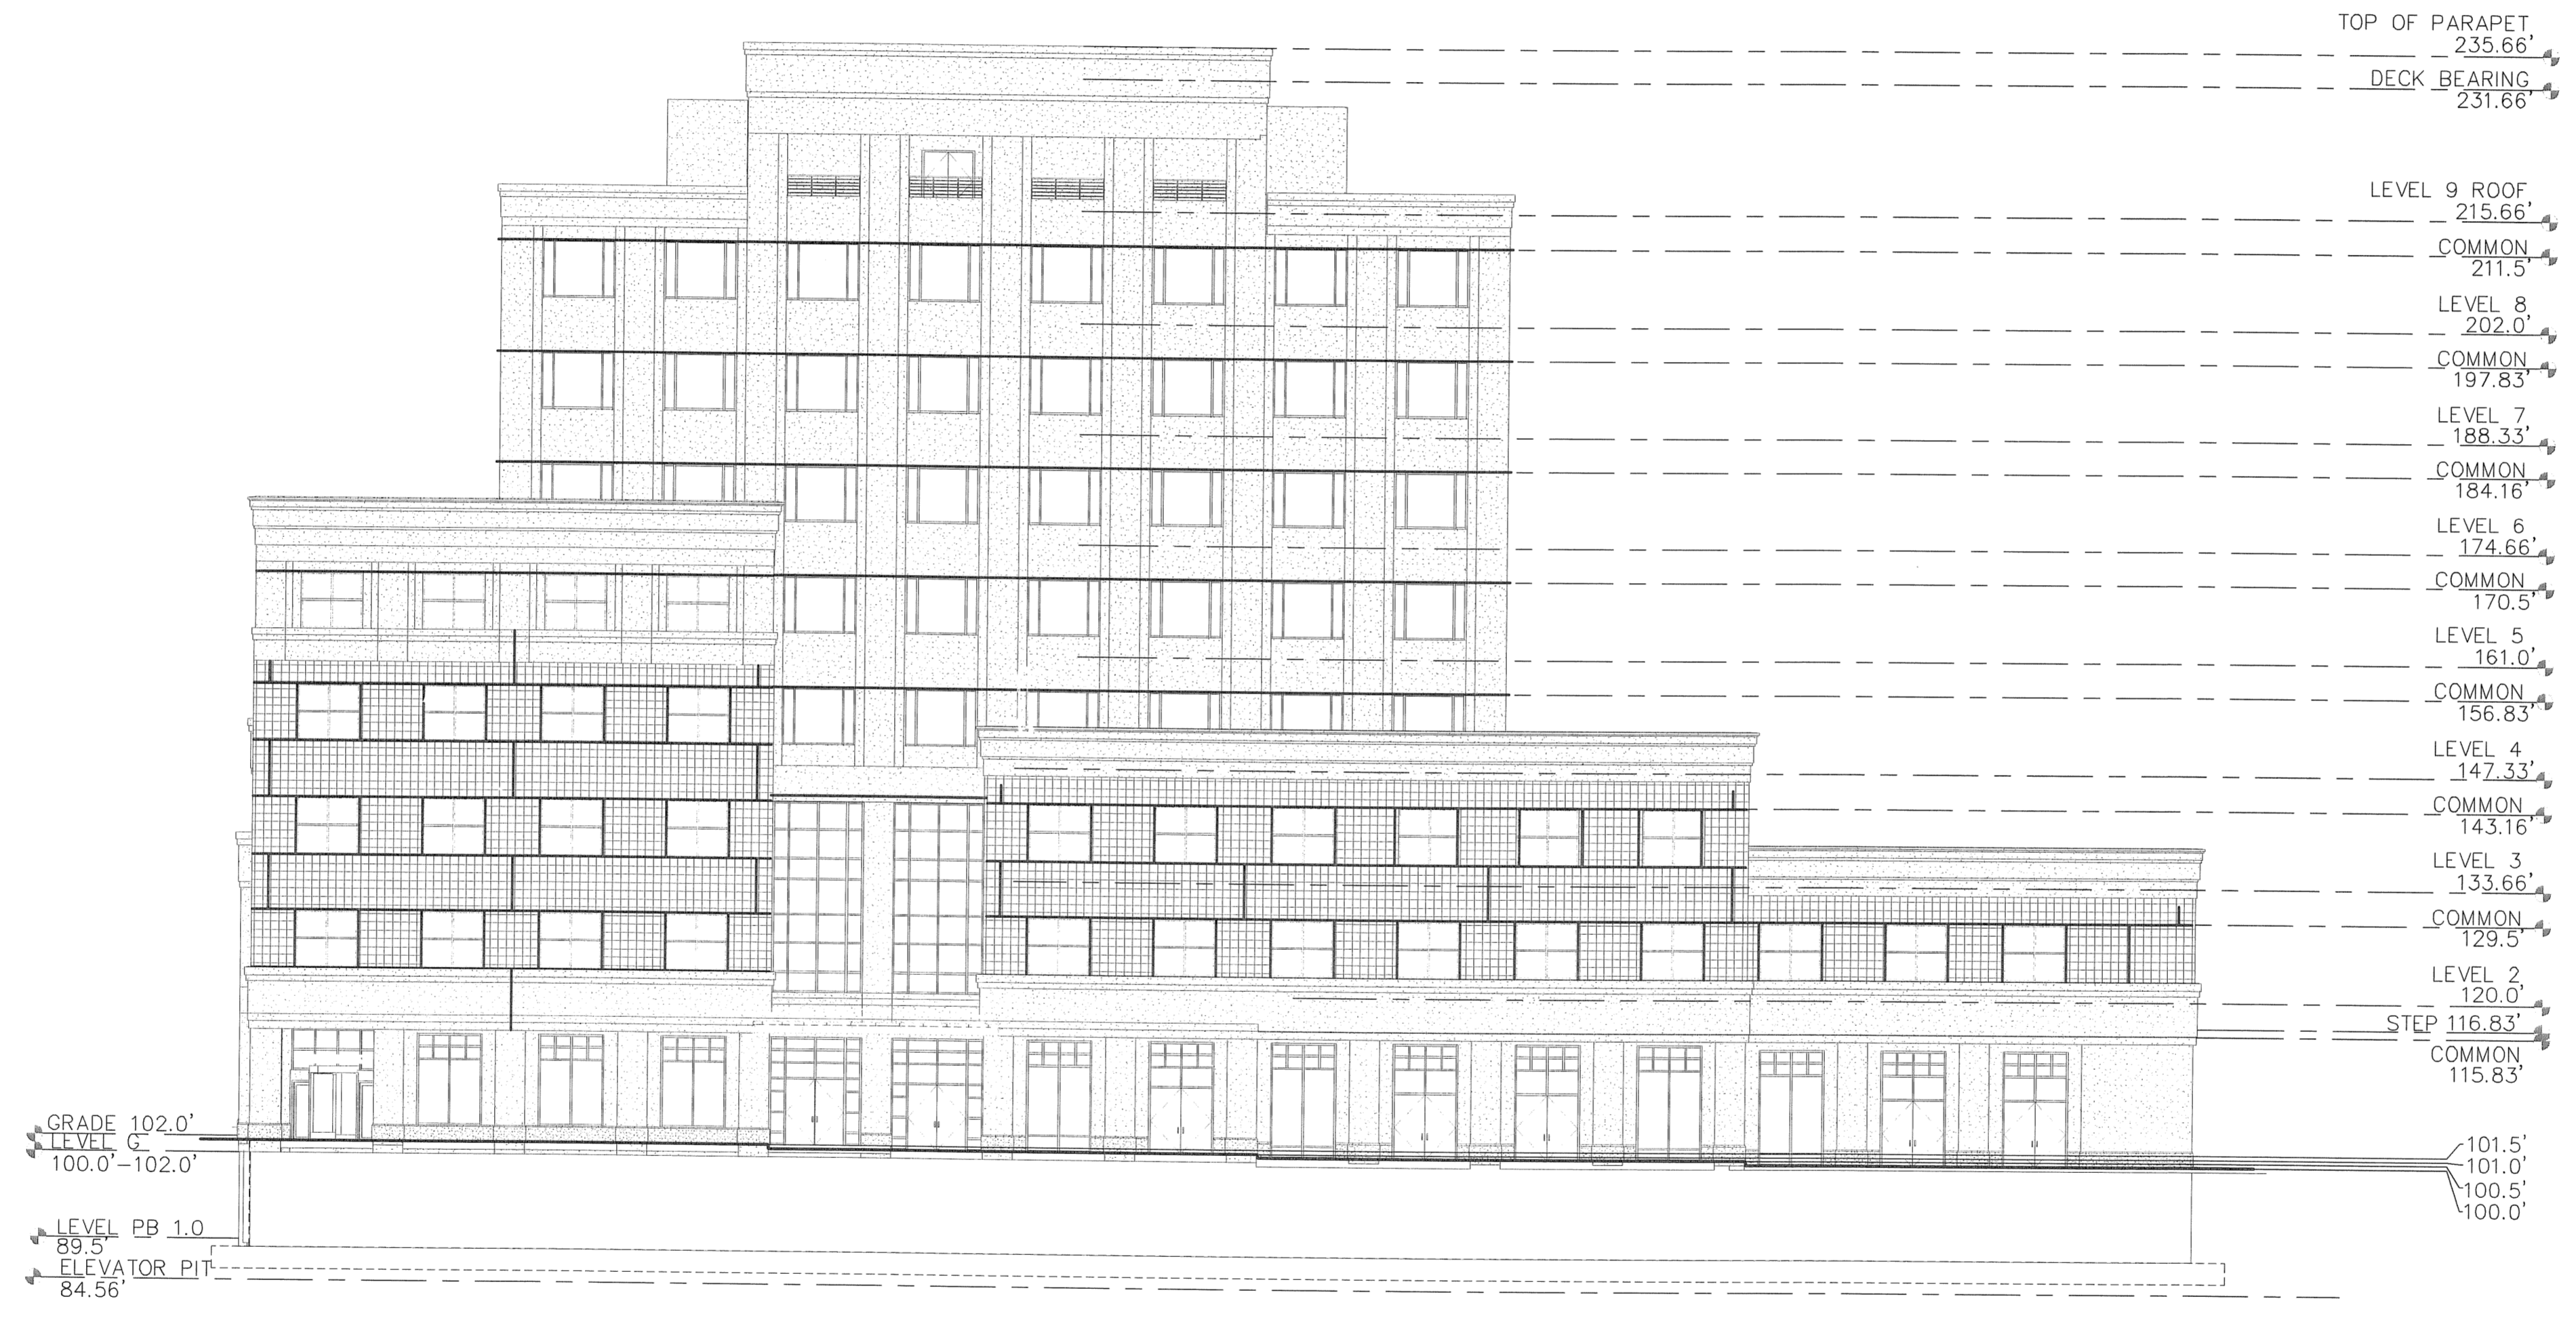 TOP OF PARAPET
235.66'
DECK BEARING
231.66'
LEVEL 9 ROOF
215.66'
COMMON
211.5'
LEVEL 8
202.0'
COMMON
197.83'
LEVEL 7
188.33'
COMMON
184.16'
LEVEL 6
174.66'
COMMON
170.5'
LEVEL 5
161.0'
COMMON
156.83'
LEVEL 4
147.33'
COMMON
143.16'
LEVEL 3
133.66'
COMMON
129.5'
LEVEL 2
120.0'
STEP 116.83'
COMMON
115.83'
GRADE 102.0'
LEVEL G
100.0'-102.0'
101.5'
101.0'
100.5'
100.0'
LEVEL PB 1.0
89.5'
ELEVATOR PIT
84.56'